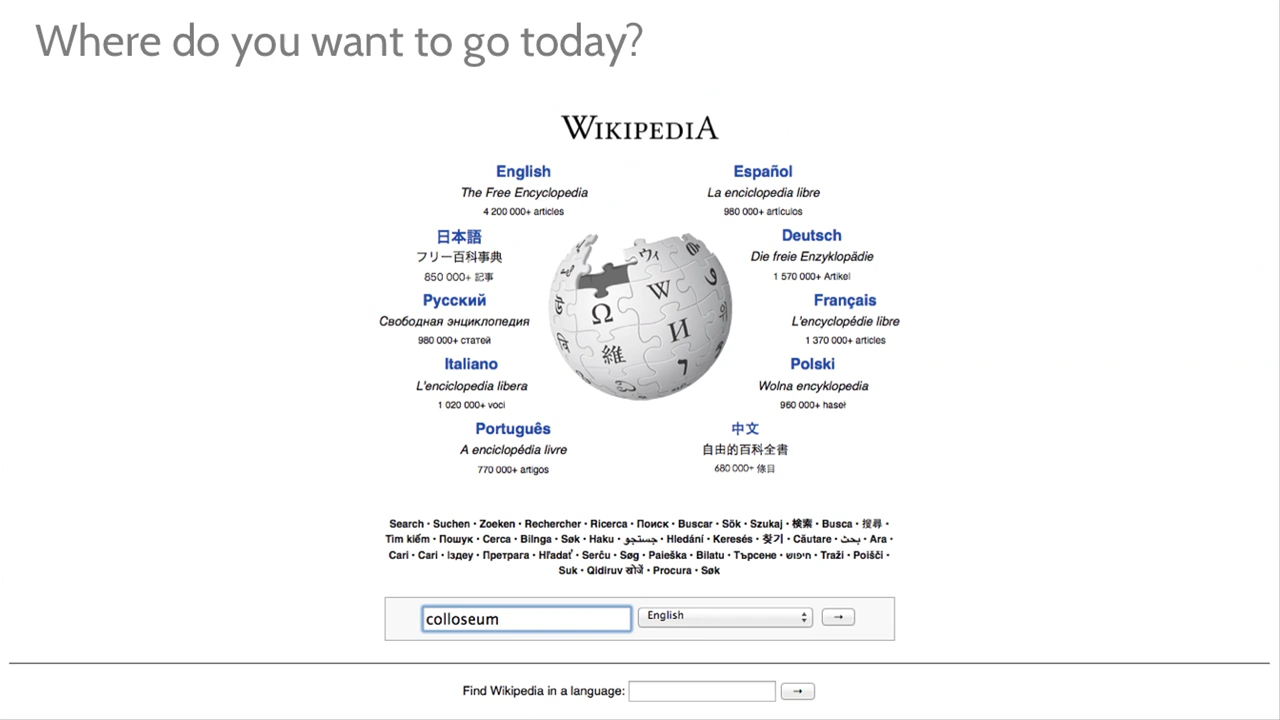 Where do you want to go today?
WIKIPEDIA
English
The Free Encyclopedia
4 200 000+ articles
Español
La enciclopedia libre
980 000+ artículos
日本語
フリー百科事典
850 000+ 記事
Deutsch
Die freie Enzyklopädie
1 570 000+ Artikel
Русский
Свободная энциклопедия
980 000+ статей
Français
L'encyclopédie libre
1 370 000+ articles
Italiano
L'enciclopedia libera
1 020 000+ voci
Polski
Wolna encyklopedia
960 000+ haseł
Português
A enciclopédia livre
770 000+ artigos
中文
自由的百科全書
680 000+ 條目
ウィ
W
Ω
И
維
7
Search · Suchen · Zoeken · Rechercher · Ricerca · Поиск · Buscar · Sök · Szukaj · 検索 · Busca · 搜尋 ·
Tìm kiếm · Пошук · Cerca · Bilnga · Søk · Haku · جستجو · Hledání · Keresés · 찾기 · Căutare · بحث · Ara ·
Cari · Cari · Іздеу · Претрага · Hľadať · Serĉu · Søg · Paieška · Bilatu · Търсене · חיפוש · Traži · Poišči ·
Suk · Qidiruv खोजें · Procura · Søk
colloseum
English
→
Find Wikipedia in a language:
→